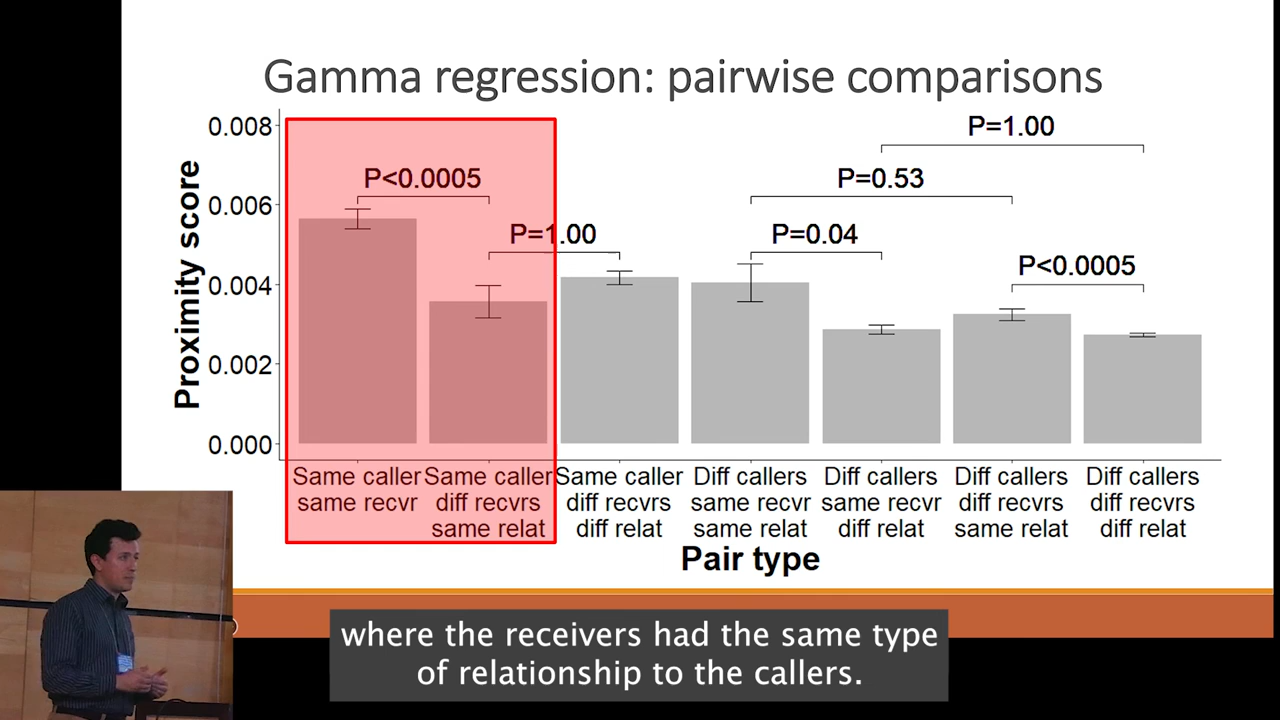 Gamma regression: pairwise comparisons
Proximity score
0.008
0.006
0.004
0.002
0.000
P<0.0005
P=1.00
P=0.53
P=0.04
P=1.00
P<0.0005
Same caller
same recvr
Same caller
diff recvrs
same relat
Same caller
diff recvrs
diff relat
Diff callers
same recvr
same relat
Diff callers
same recvr
diff relat
Diff callers
diff recvrs
same relat
Diff callers
diff recvrs
diff relat
Pair type
where the receivers had the same type
of relationship to the callers.